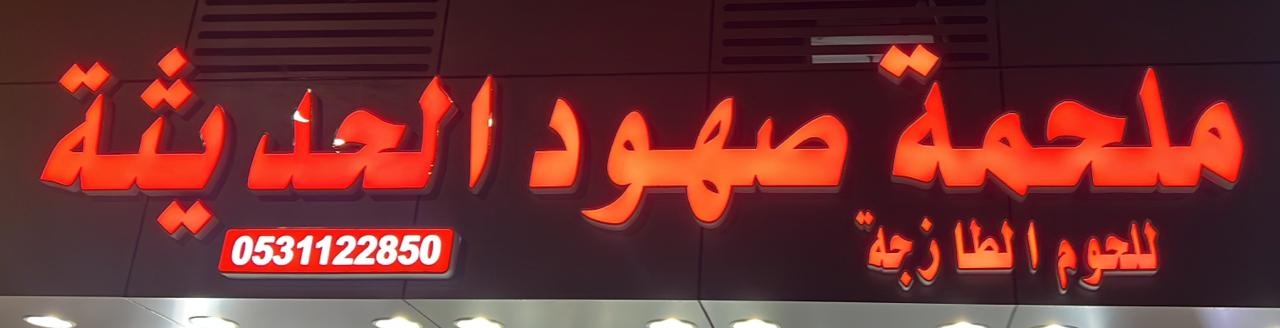 ملحمة صهود الحديثة
للحوم الطازجة
0531122850